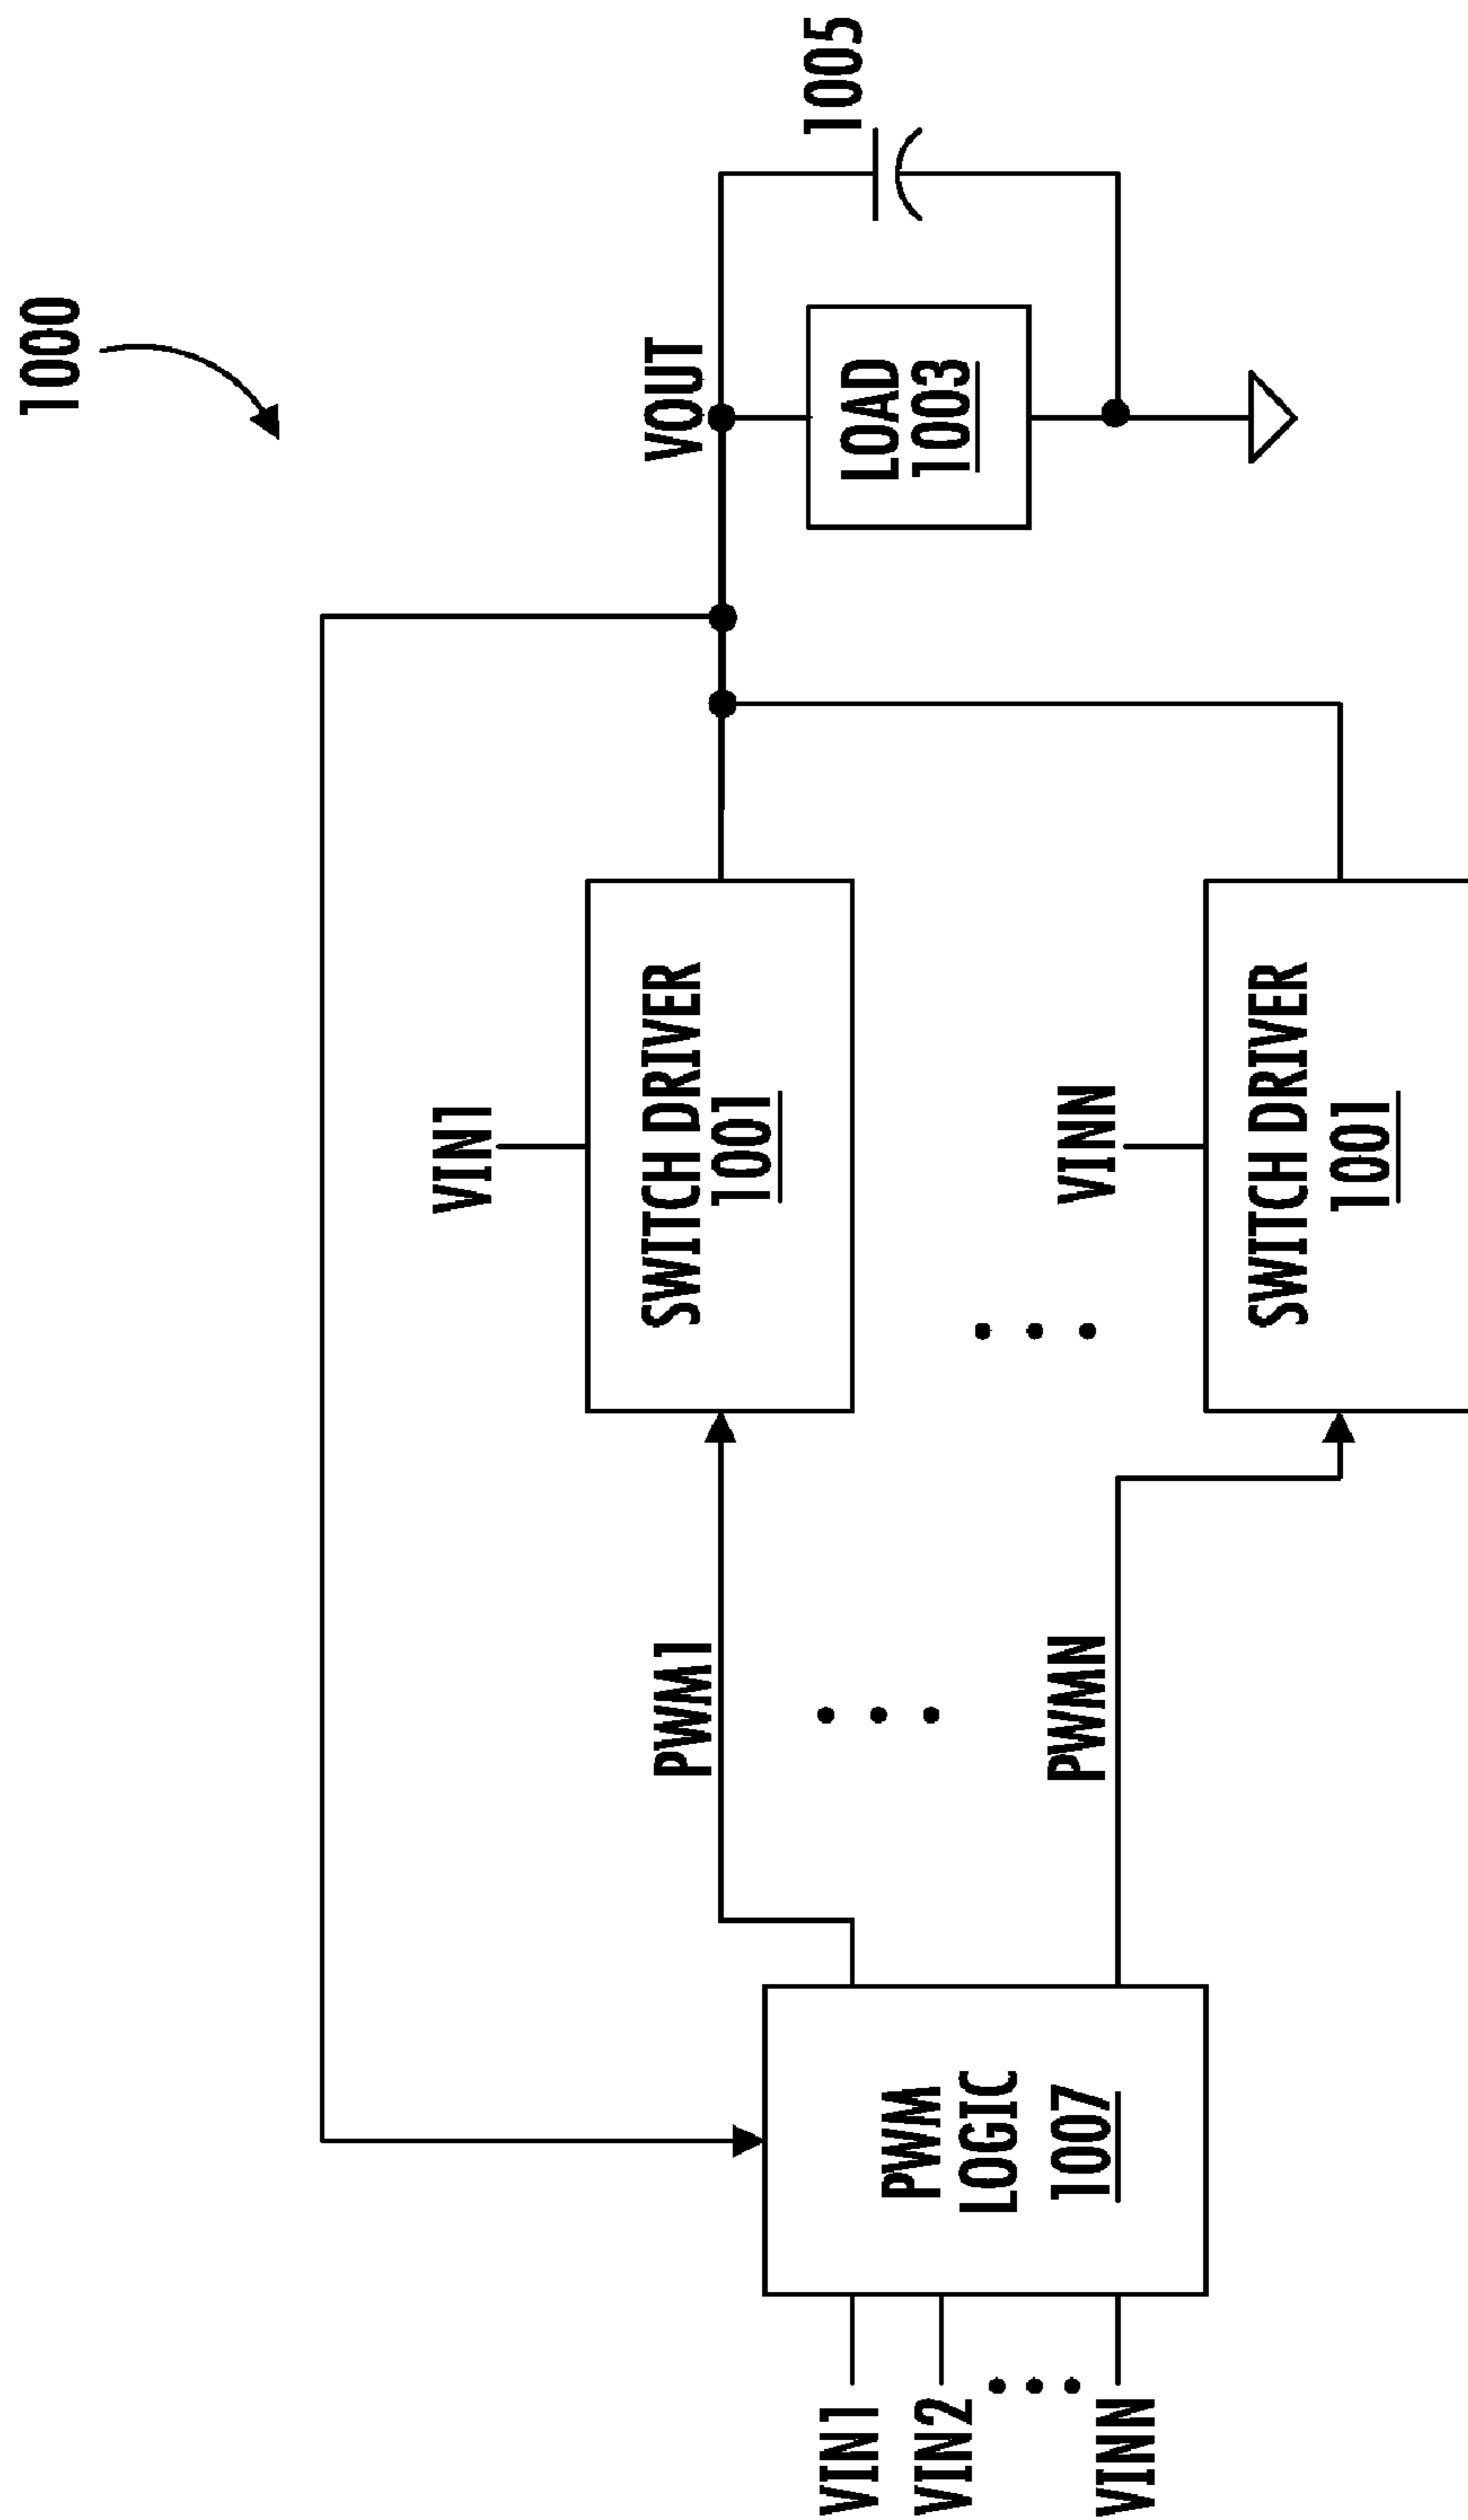 1000
VIN1
PWM1
SWITCH DRIVER
1001
VOUT
1005
LOAD
1003
VIN1
VIN2
VINN
PWM
LOGIC
1007
PWMN
VINN
SWITCH DRIVER
1001